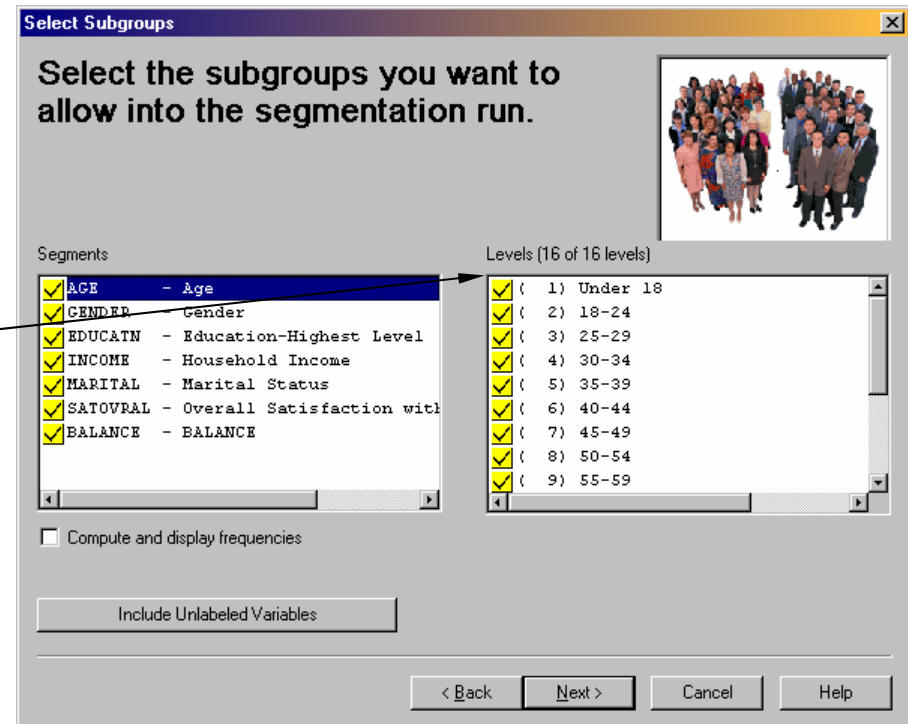 Select Subgroups
Select the subgroups you want to
allow into the segmentation run.
Segments
AGE - Age
GENDER - Gender
EDUCATN - Education-Highest Level
INCOME - Household Income
MARITAL - Marital Status
SATOVRAL - Overall Satisfaction with
BALANCE - BALANCE
Levels (16 of 16 levels)
( 1) Under 18
( 2) 18-24
( 3) 25-29
( 4) 30-34
( 5) 35-39
( 6) 40-44
( 7) 45-49
( 8) 50-54
( 9) 55-59
Compute and display frequencies
Include Unlabeled Variables
< Back
Next >
Cancel
Help